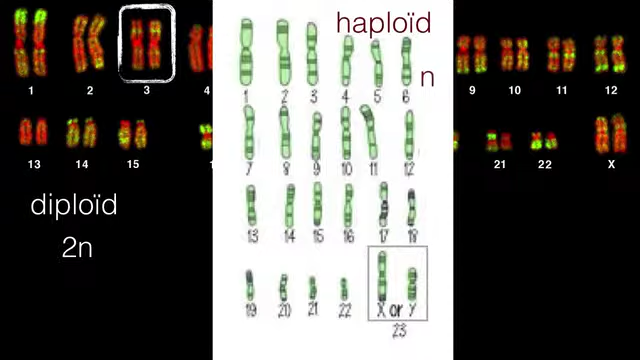 haploïd
n
1 2 3 4 5 6
7 8 9 10 11 12
13 14 15 16 17 18
19 20 21 22 X or Y
23
1 2 3 4
9 10 11 12
13 14 15
21 22 X
diploïd
2n